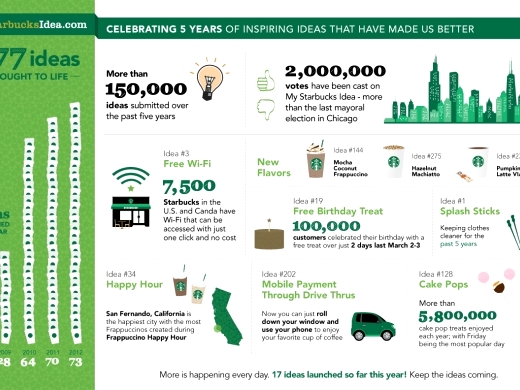 arbucksIdea.com
CELEBRATING 5 YEARS OF INSPIRING IDEAS THAT HAVE MADE US BETTER
77 ideas
OUGHT TO LIFE
More than
150,000
ideas submitted over
the past five years
2,000,000
votes have been cast on
My Starbucks Idea - more
than the last mayoral
election in Chicago
Idea #3
Free Wi-Fi
7,500
Starbucks in the
U.S. and Canda have
Wi-Fi that can be
accessed with just
one click and no cost
New
Flavors
Idea #144
Mocha
Coconut
Frappuccino
Idea #275
Hazelnut
Machiatto
Idea #2
Pumpkin
Latte VIA
Idea #19
Free Birthday Treat
100,000
customers celebrated their birthday with a
free treat over just 2 days last March 2-3
Idea #1
Splash Sticks
Keeping clothes
cleaner for the
past 5 years
Idea #34
Happy Hour
San Fernando, California is
the happiest city with the most
Frappuccinos created during
Frappuccino Happy Hour
Idea #202
Mobile Payment
Through Drive Thrus
Now you can just roll
down your window and
use your phone to enjoy
your favorite cup of coffee
Idea #128
Cake Pops
More than
5,800,000
cake pop treats enjoyed
each year; with Friday
being the most popular day
2009 2010 2011 2012
28 64 70 73
More is happening every day. 17 ideas launched so far this year! Keep the ideas coming.